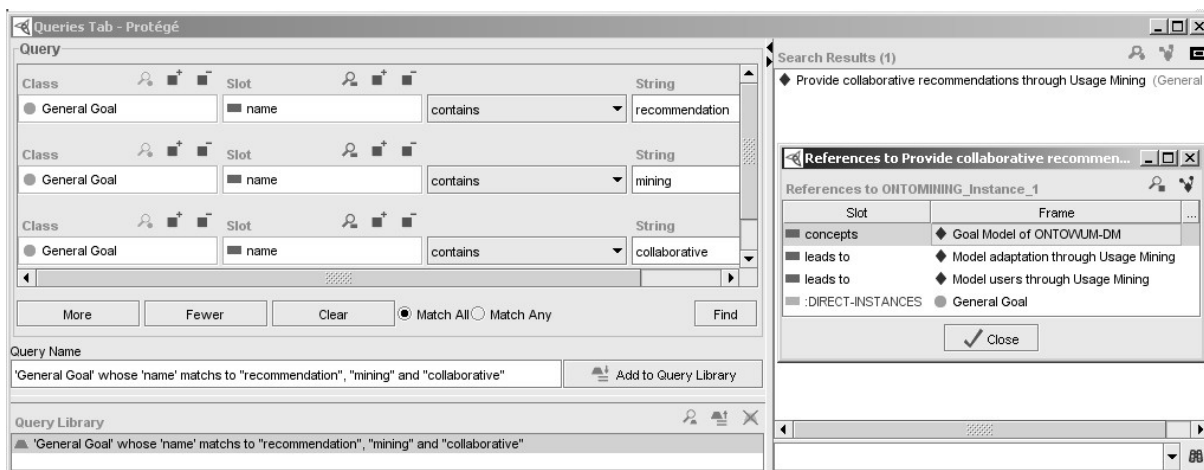 Queries Tab - Protégé
Query
Class Slot String
General Goal name contains recommendation
Class Slot String
General Goal name contains mining
Class Slot String
General Goal name contains collaborative
More Fewer Clear Match All Match Any Find
Query Name
'General Goal' whose 'name' matchs to "recommendation", "mining" and "collaborative" Add to Query Library
Query Library
'General Goal' whose 'name' matchs to "recommendation", "mining" and "collaborative"
Search Results (1)
Provide collaborative recommendations through Usage Mining (General
References to Provide collaborative recommen...
References to ONTOMINING_Instance_1
Slot Frame ...
concepts Goal Model of ONTOWUM-DM
leads to Model adaptation through Usage Mining
leads to Model users through Usage Mining
:DIRECT-INSTANCES General Goal
Close